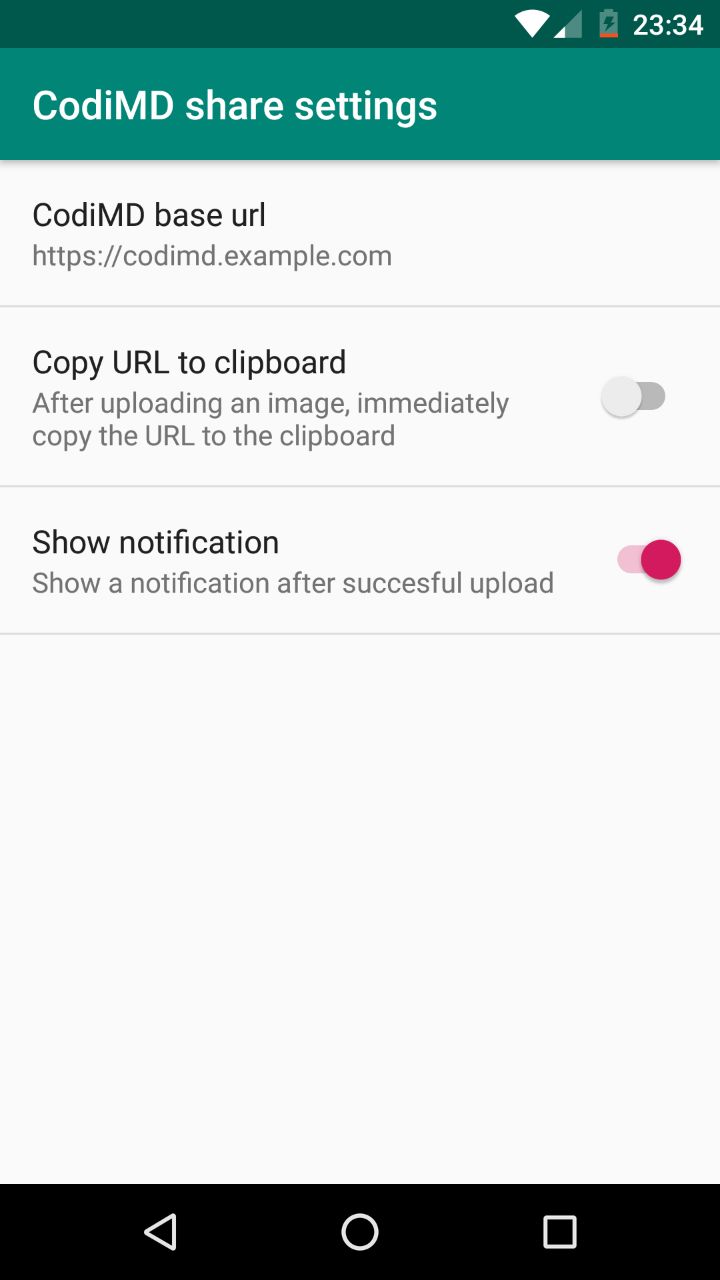 23:34
CodiMD share settings
CodiMD base url
https://codimd.example.com
Copy URL to clipboard
After uploading an image, immediately
copy the URL to the clipboard
Show notification
Show a notification after succesful upload